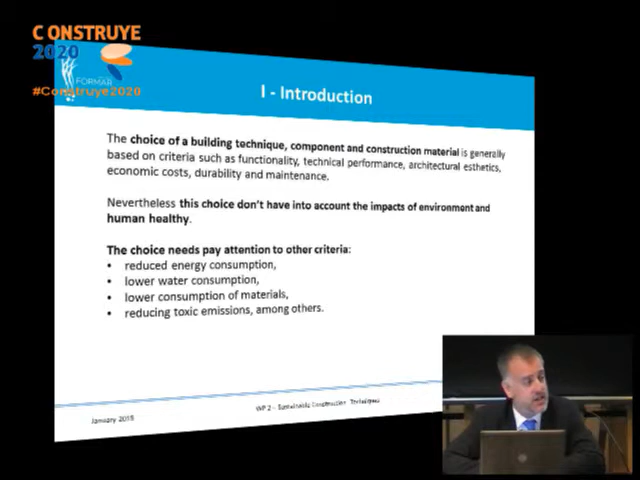 CONSTRUYE
2020
FORMAR
#Construye2020
I - Introduction
The choice of a building technique, component and construction material is generally
based on criteria such as functionality, technical performance, architectural esthetics,
economic costs, durability and maintenance.
Nevertheless this choice don't have into account the impacts of environment and
human healthy.
The choice needs pay attention to other criteria:
• reduced energy consumption,
• lower water consumption,
• lower consumption of materials,
• reducing toxic emissions, among others.
January 2015
WP 2 – Sustainable Construction Techniques